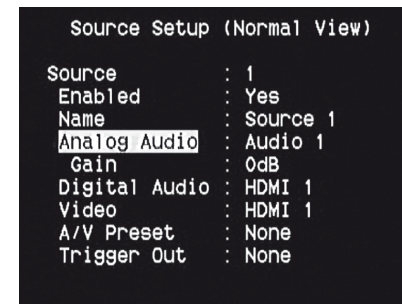 Source Setup (Normal View)
Source : 1
Enabled : Yes
Name : Source 1
Analog Audio : Audio 1
Gain : 0dB
Digital Audio : HDMI 1
Video : HDMI 1
A/V Preset : None
Trigger Out : None